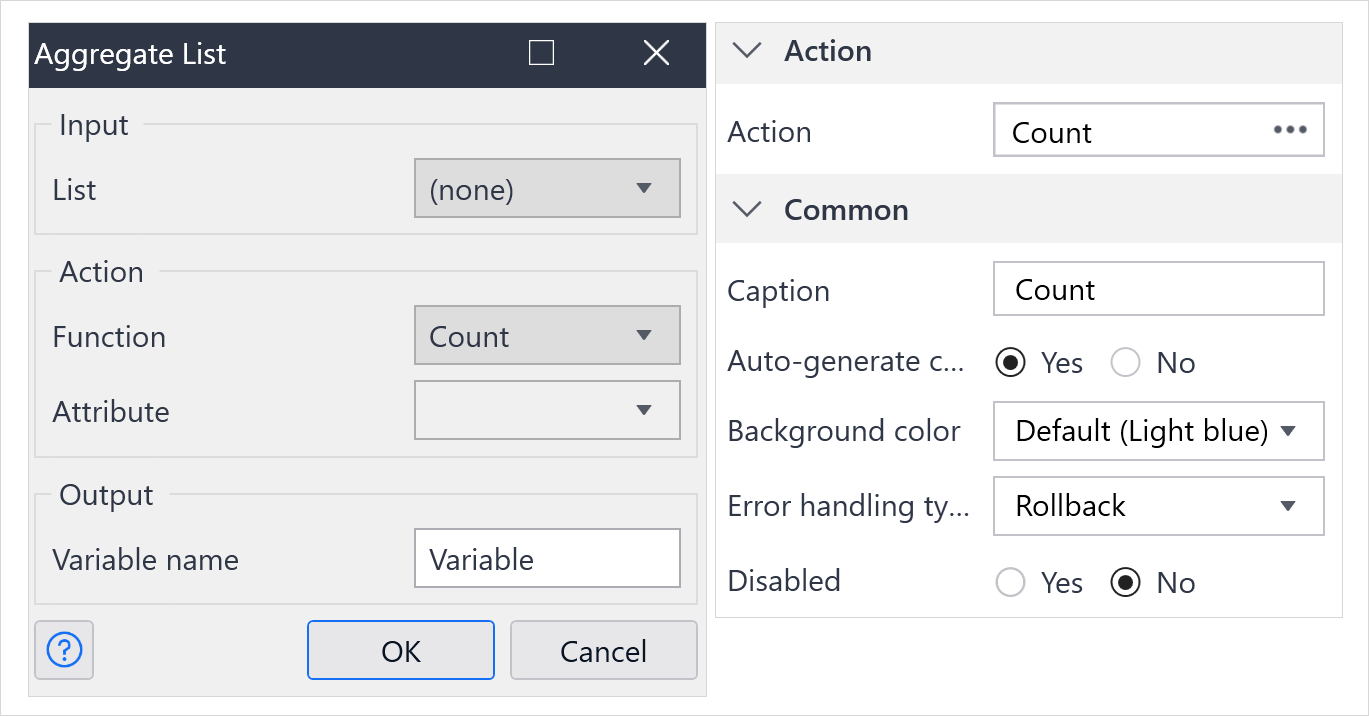 Aggregate List
Input
List (none)
Action
Function Count
Attribute
Output
Variable name Variable
? OK Cancel
Action
Action Count •••
Common
Caption Count
Auto-generate c... Yes No
Background color Default (Light blue)
Error handling ty... Rollback
Disabled Yes No